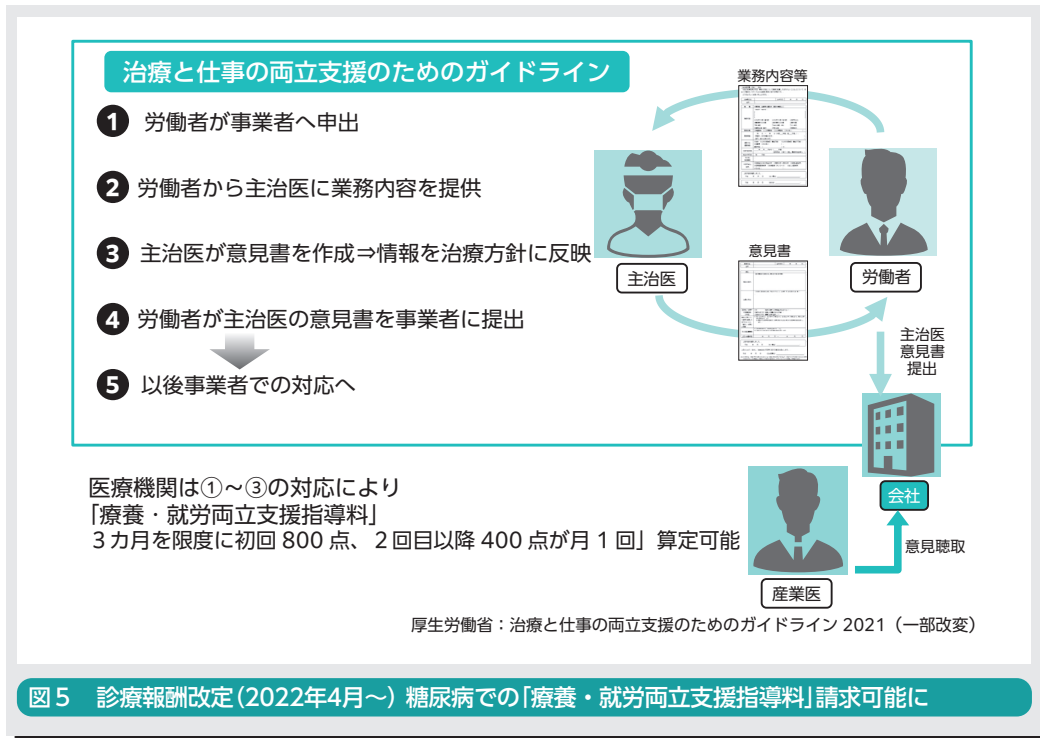 治療と仕事の両立支援のためのガイドライン
❶ 労働者が事業者へ申出
❷ 労働者から主治医に業務内容を提供
❸ 主治医が意見書を作成⇒情報を治療方針に反映
❹ 労働者が主治医の意見書を事業者に提出
❺ 以後事業者での対応へ
業務内容等
主治医
意見書
労働者
主治医
意見書
提出
会社
意見聴取
産業医
医療機関は①～③の対応により
「療養・就労両立支援指導料」
３カ月を限度に初回 800 点、２回目以降 400 点が月 1 回」算定可能
厚生労働省：治療と仕事の両立支援のためのガイドライン 2021（一部改変）
図５ 診療報酬改定（2022年4月～）糖尿病での「療養・就労両立支援指導料」請求可能に